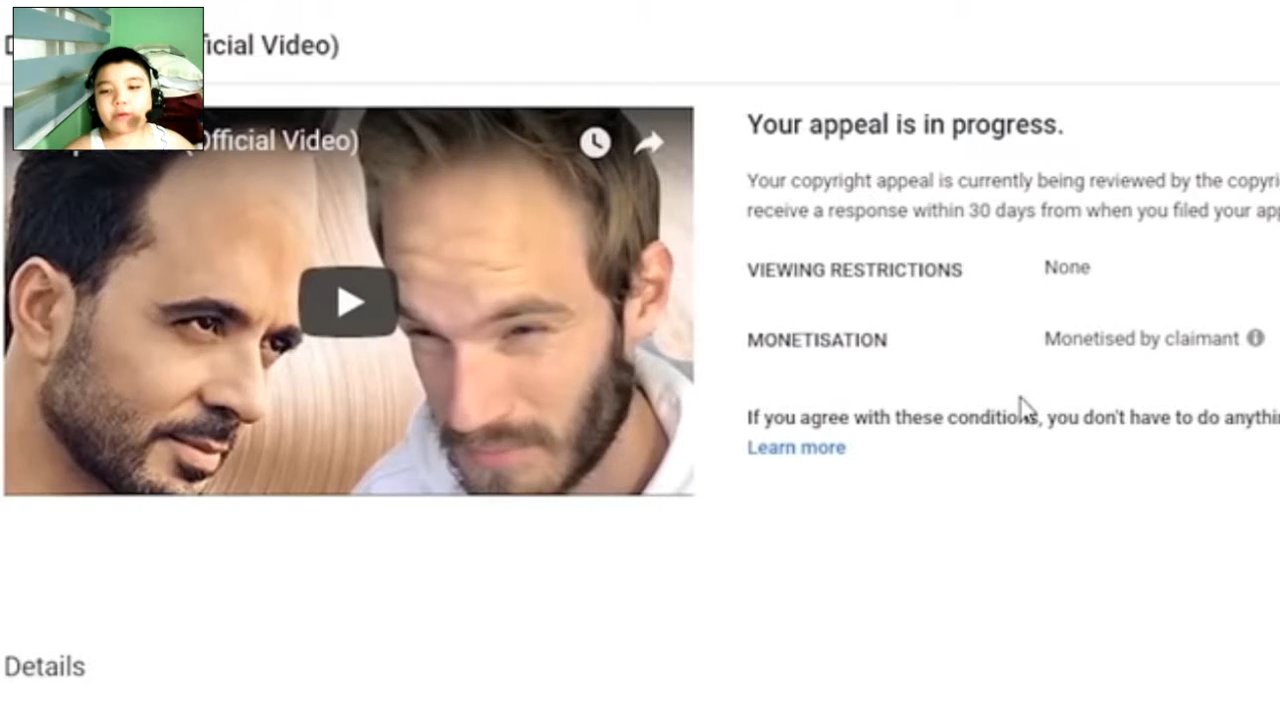 ficial Video)
Official Video)
Your appeal is in progress.
Your copyright appeal is currently being reviewed by the
receive a response within 30 days from when you filed your
VIEWING RESTRICTIONS None
MONETISATION Monetised by claimant
If you agree with these conditions, you don't have to do
Learn more
Details